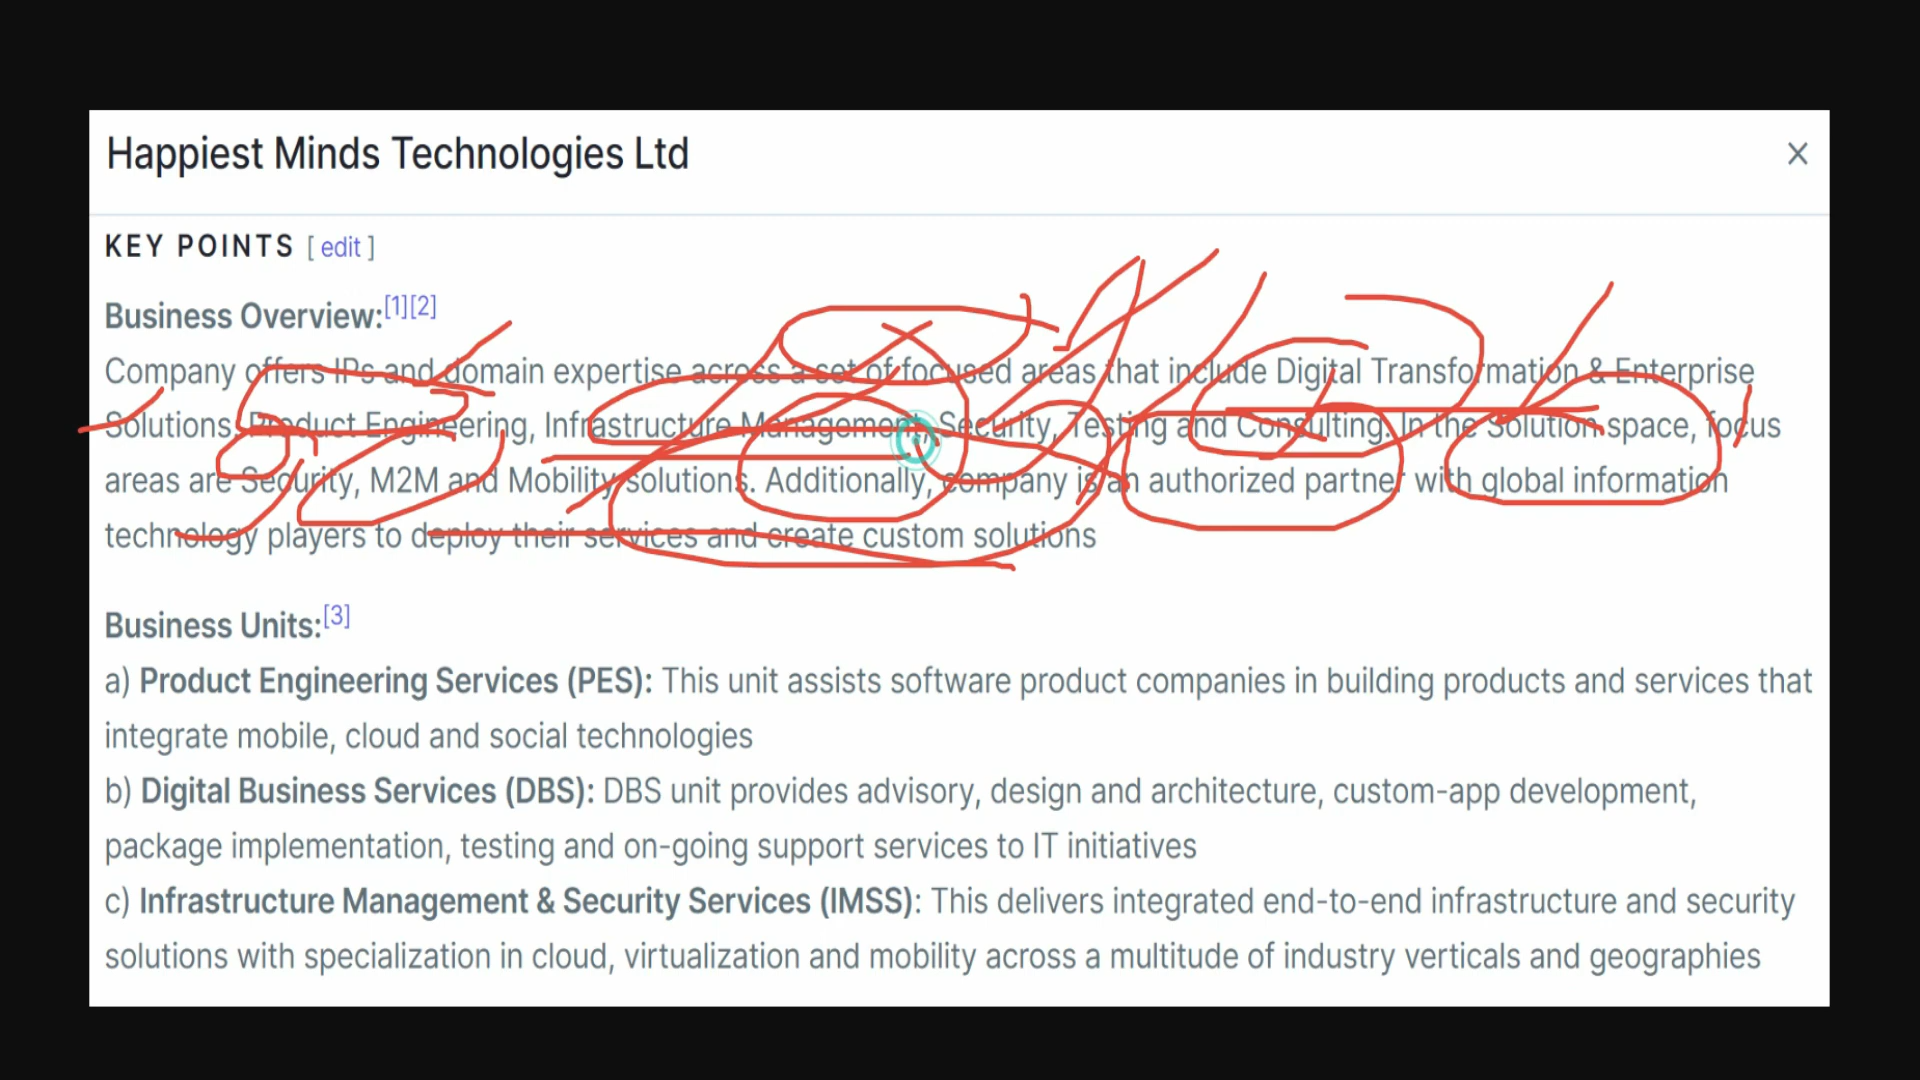 Happiest Minds Technologies Ltd
KEY POINTS [ edit ]
Business Overview:[1][2]
Company offers IPs and domain expertise across a set of focused areas that include Digital Transformation & Enterprise
Solutions, Product Engineering, Infrastructure Management, Security, Testing and Consulting. In the Solution space, focus
areas are Security, M2M and Mobility solutions. Additionally, company is an authorized partner with global information
technology players to deploy their services and create custom solutions
Business Units:[3]
a) Product Engineering Services (PES): This unit assists software product companies in building products and services that
integrate mobile, cloud and social technologies
b) Digital Business Services (DBS): DBS unit provides advisory, design and architecture, custom-app development,
package implementation, testing and on-going support services to IT initiatives
c) Infrastructure Management & Security Services (IMSS): This delivers integrated end-to-end infrastructure and security
solutions with specialization in cloud, virtualization and mobility across a multitude of industry verticals and geographies